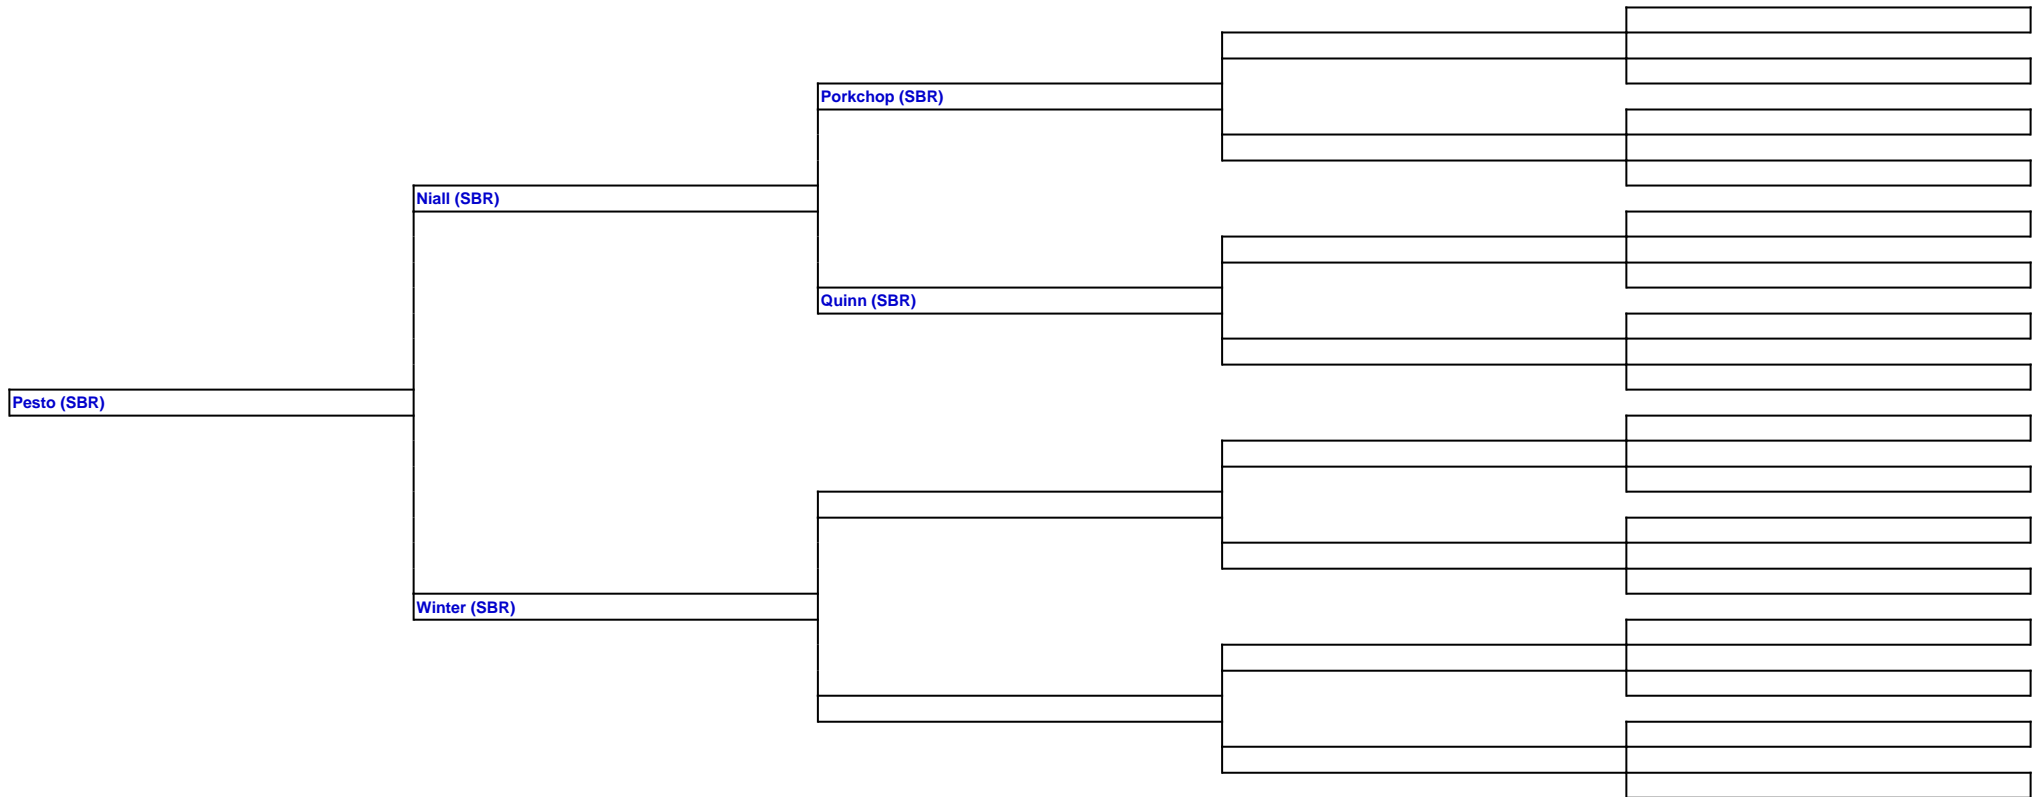 Porkchop (SBR)
Niall (SBR)
Quinn (SBR)
Pesto (SBR)
Winter (SBR)